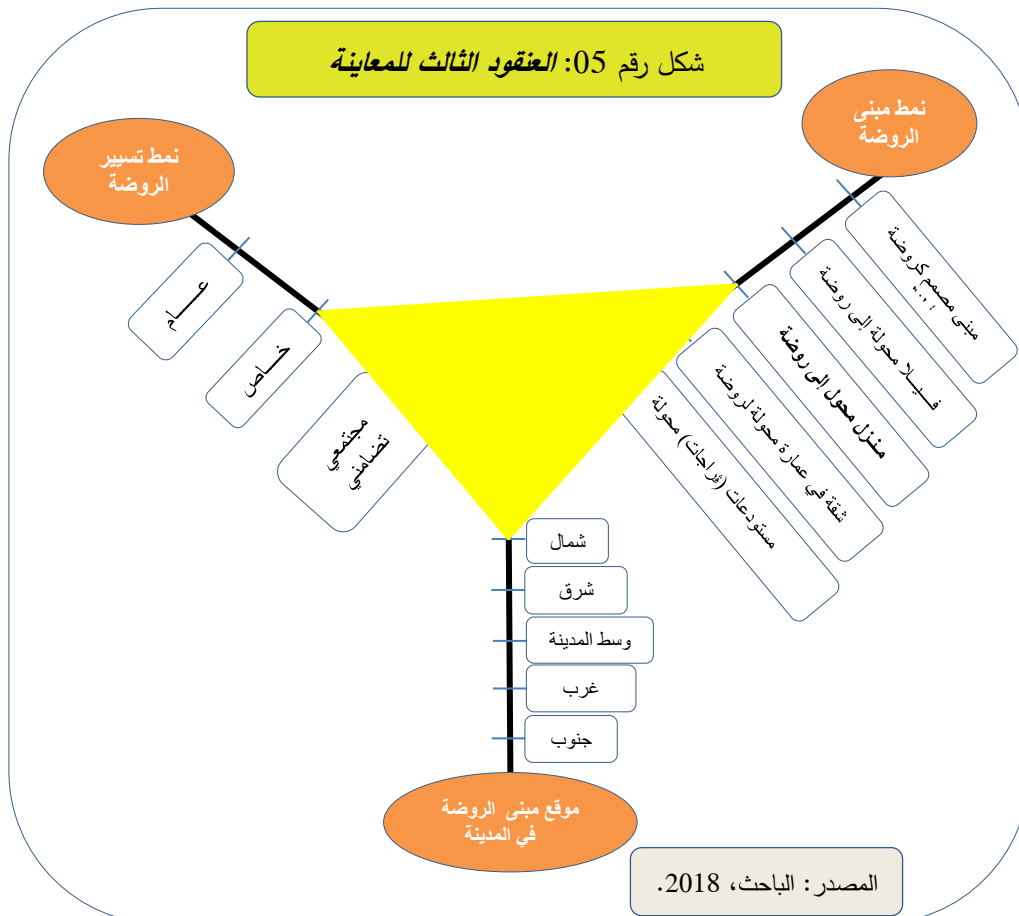 شكل رقم 05: العنقود الثالث للمعاينة
نمط مبنى
الروضة
نمط تسيير
الروضة
مبنى مصمم كروضة
فيــلا محولة إلى روضة
منزل محول إلى روضة
شقة في عمارة محولة لروضة
مستودعات (قراجات) محولة
عـــــام
خـــاص
مجتمعي
تضامني
شمال
شرق
وسط المدينة
غرب
جنوب
موقع مبنى الروضة
في المدينة
المصدر: الباحث، 2018.